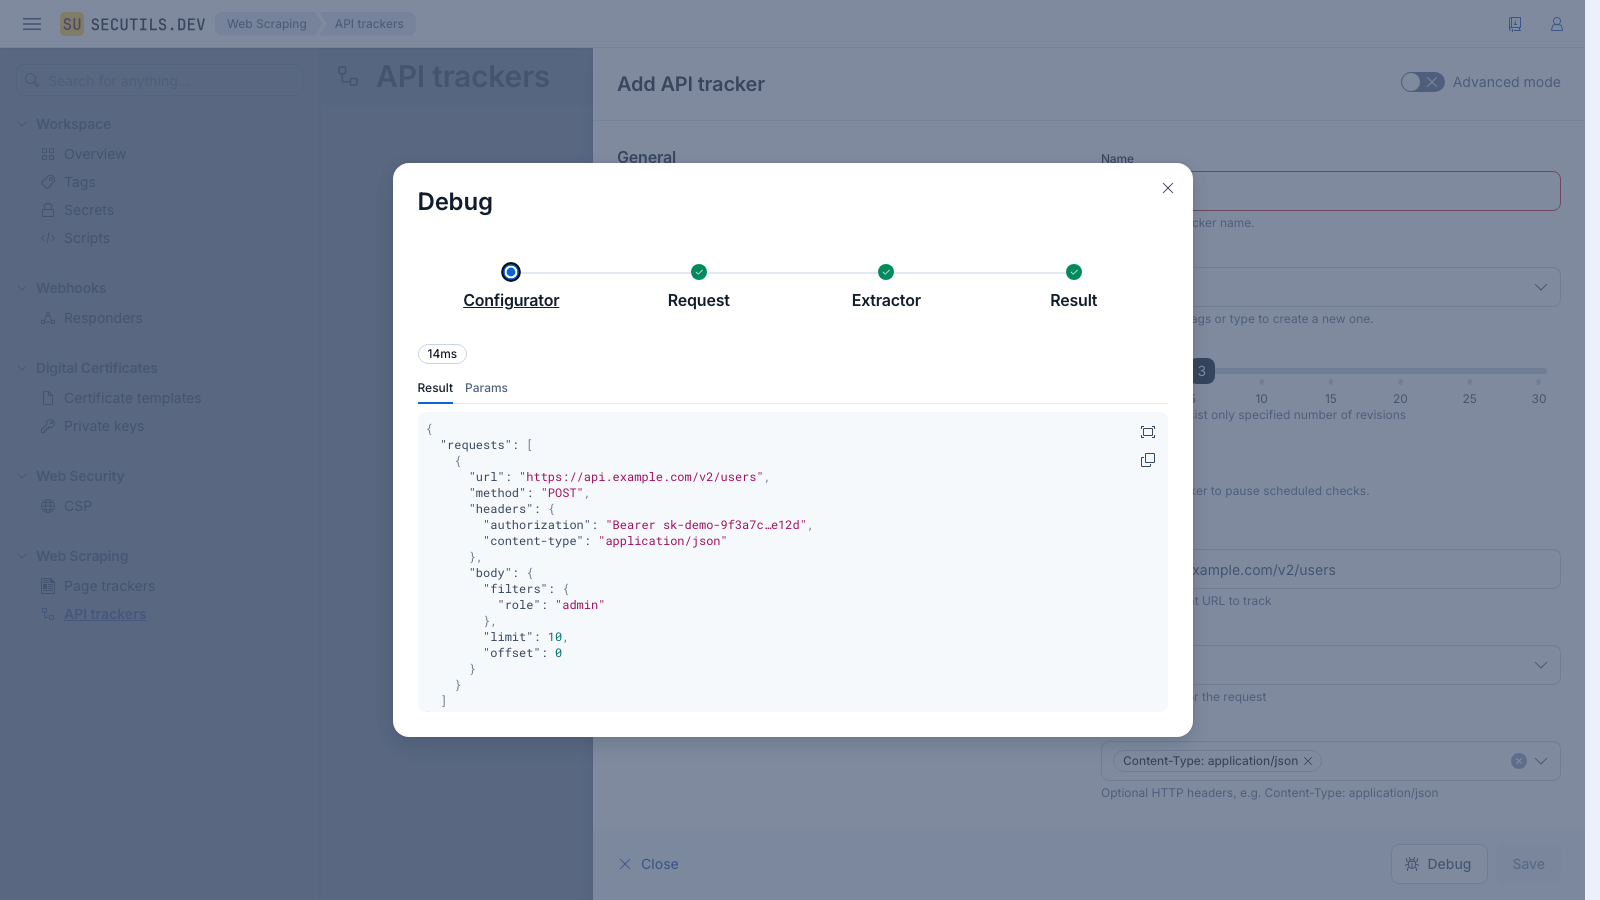 SU SECUTILS.DEV
Web Scraping
API trackers
Search for anything...
Workspace
Overview
Tags
Secrets
Scripts
Webhooks
Responders
Digital Certificates
Certificate templates
Private keys
Web Security
CSP
Web Scraping
Page trackers
API trackers
API trackers
Add API tracker
Advanced mode
General
Name
cker name.
ags or type to create a new one.
3
10 15 20 25 30
ist only specified number of revisions
ker to pause scheduled checks.
xample.com/v2/users
t URL to track
r the request
Content-Type: application/json
Optional HTTP headers, e.g. Content-Type: application/json
Close
Debug
Save
Debug
Configurator
Request
Extractor
Result
14ms
Result
Params
{
"requests": [
{
"url": "https://api.example.com/v2/users",
"method": "POST",
"headers": {
"authorization": "Bearer sk-demo-9f3a7c…e12d",
"content-type": "application/json"
},
"body": {
"filters": {
"role": "admin"
},
"limit": 10,
"offset": 0
}
}
]